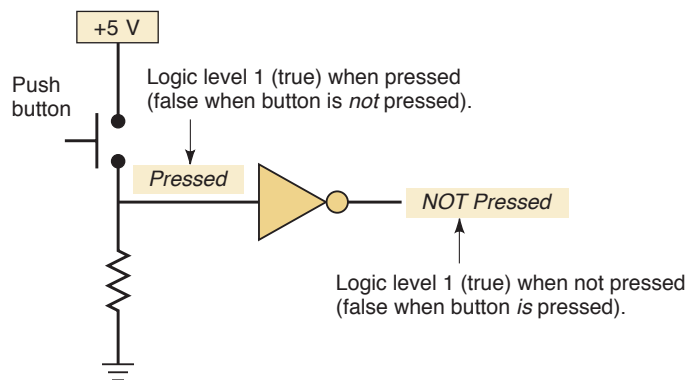 +5 V
Push
button
Logic level 1 (true) when pressed
(false when button is not pressed).
Pressed
NOT Pressed
Logic level 1 (true) when not pressed
(false when button is pressed).